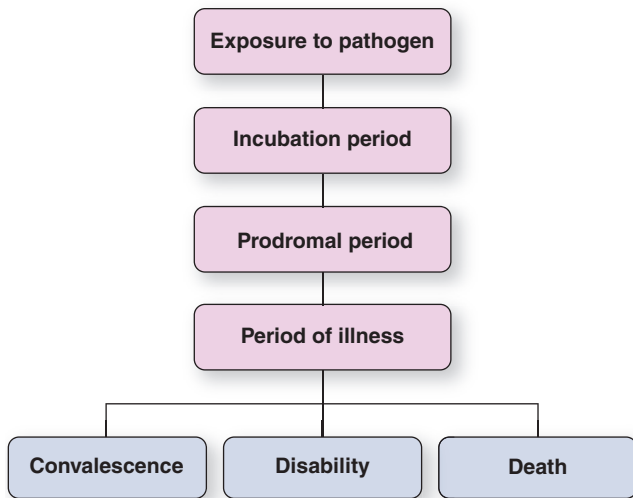 Exposure to pathogen
Incubation period
Prodromal period
Period of illness
Convalescence
Disability
Death